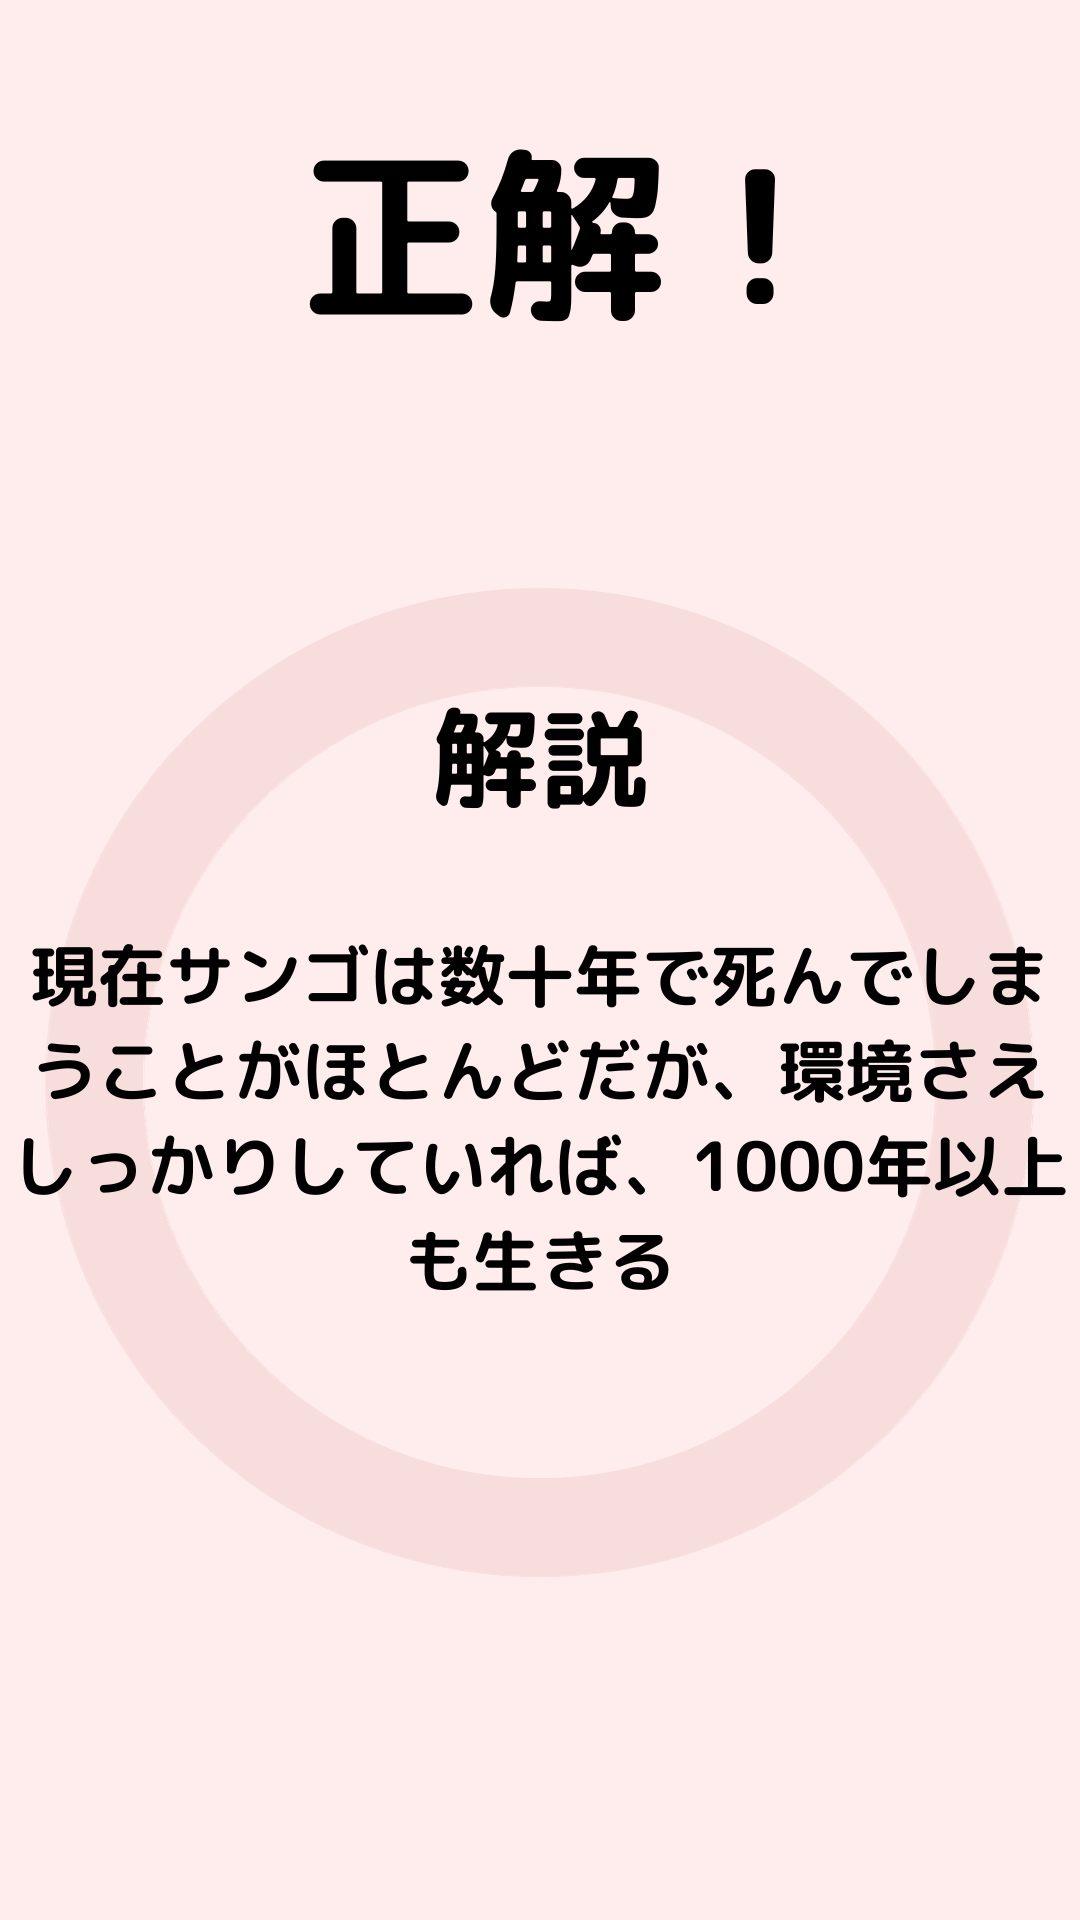 正解！
解説
現在サンゴは数十年で死んでしま
うことがほとんどだが、環境さえ
しっかりしていれば、1000年以上
も生きる